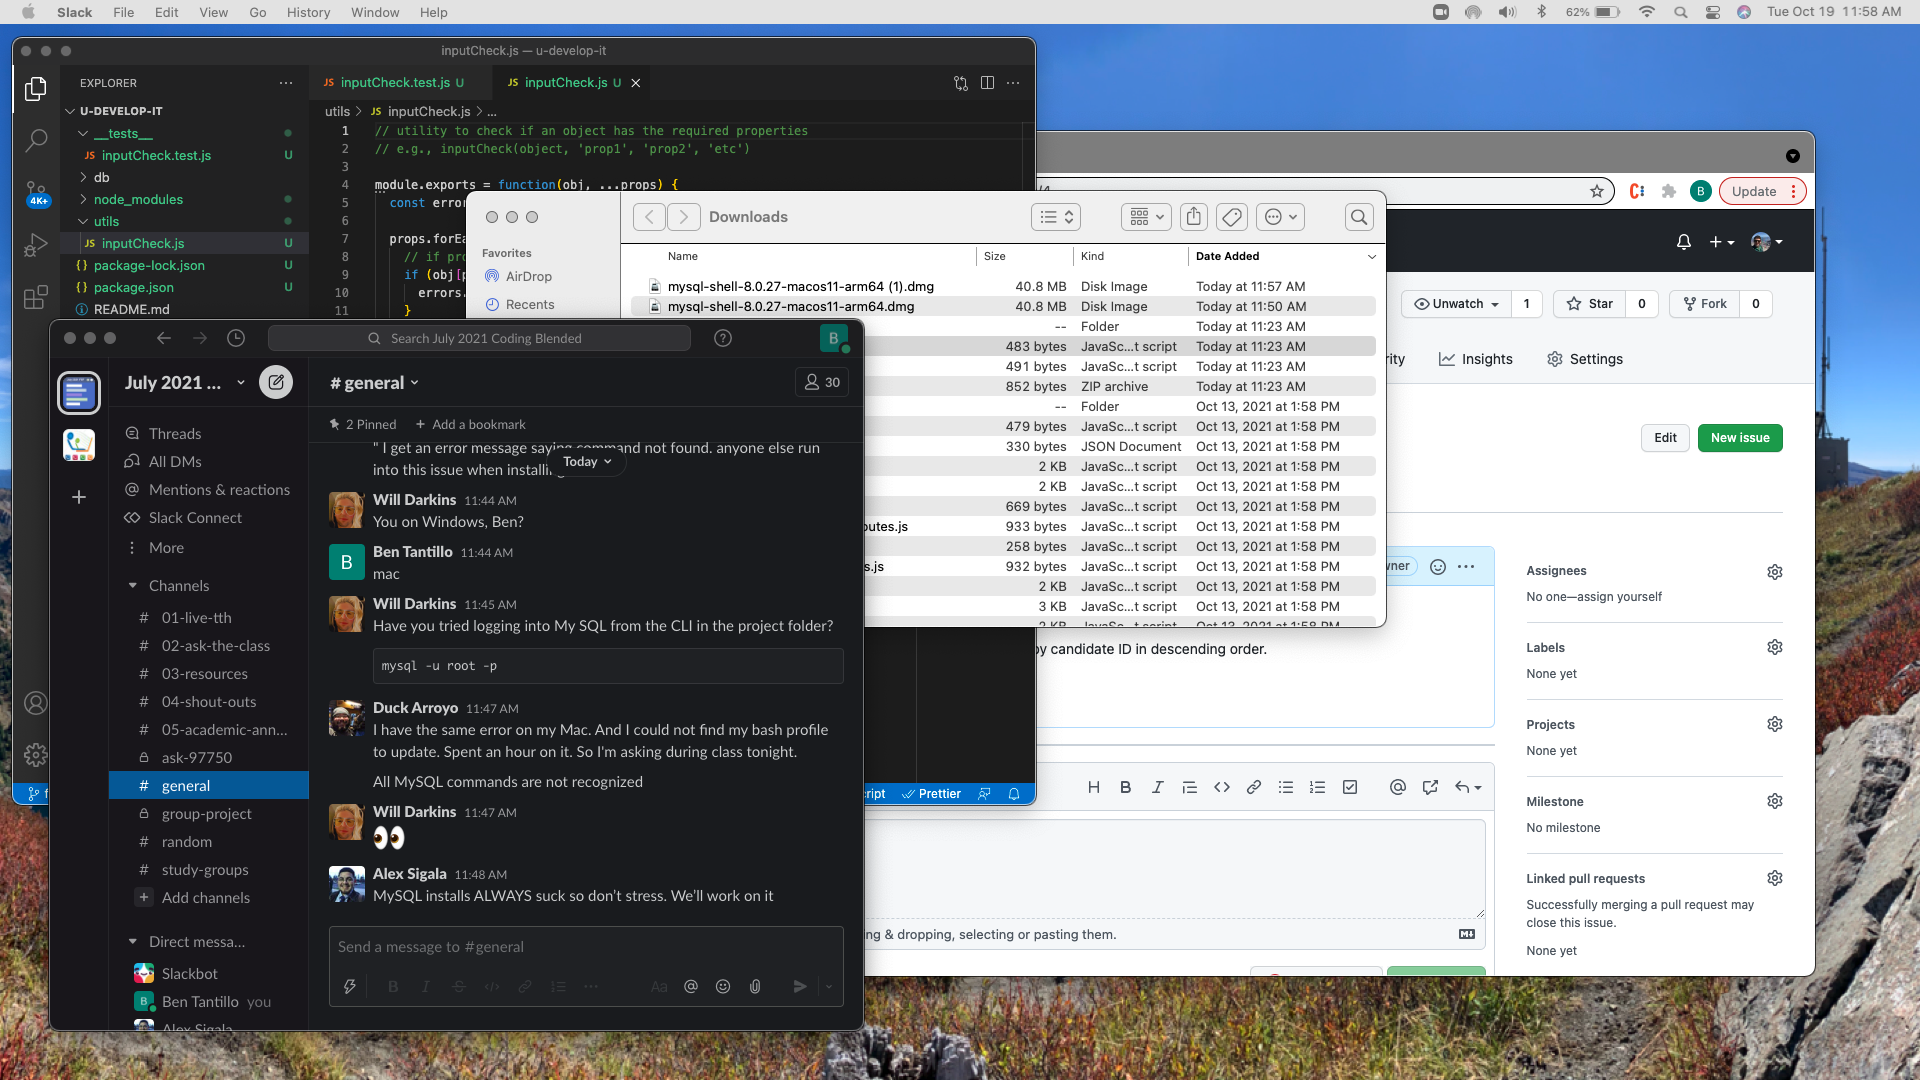 Slack File Edit View Go History Window Help
62% Tue Oct 19 11:58 AM
inputCheck.js — u-develop-it
EXPLORER
U-DEVELOP-IT
__tests__
inputCheck.test.js U
db
node_modules
utils
JS inputCheck.js U
{} package-lock.json U
{} package.json U
README.md
4K+
JS inputCheck.test.js U
JS inputCheck.js U
utils > JS inputCheck.js > ...
1 // utility to check if an object has the required properties
2 // e.g., inputCheck(object, 'prop1', 'prop2', 'etc')
3
4 module.exports = function(obj, ...props) {
5 const error
6
7 props.forEa
8 // if pro
9 if (obj[p
10 errors.
11 }
Prettier
Downloads
Favorites
AirDrop
Recents
Name Size Kind Date Added
mysql-shell-8.0.27-macos11-arm64 (1).dmg 40.8 MB Disk Image Today at 11:57 AM
mysql-shell-8.0.27-macos11-arm64.dmg 40.8 MB Disk Image Today at 11:50 AM
-- Folder Today at 11:23 AM
483 bytes JavaSc...t script Today at 11:23 AM
491 bytes JavaSc...t script Today at 11:23 AM
852 bytes ZIP archive Today at 11:23 AM
-- Folder Oct 13, 2021 at 1:58 PM
479 bytes JavaSc...t script Oct 13, 2021 at 1:58 PM
330 bytes JSON Document Oct 13, 2021 at 1:58 PM
2 KB JavaSc...t script Oct 13, 2021 at 1:58 PM
2 KB JavaSc...t script Oct 13, 2021 at 1:58 PM
669 bytes JavaSc...t script Oct 13, 2021 at 1:58 PM
outes.js 933 bytes JavaSc...t script Oct 13, 2021 at 1:58 PM
258 bytes JavaSc...t script Oct 13, 2021 at 1:58 PM
s.js 932 bytes JavaSc...t script Oct 13, 2021 at 1:58 PM
2 KB JavaSc...t script Oct 13, 2021 at 1:58 PM
3 KB JavaSc...t script Oct 13, 2021 at 1:58 PM
2 KB JavaSc...t script Oct 13, 2021 at 1:58 PM
Search July 2021 Coding Blended
B
July 2021 ...
Threads
All DMs
Mentions & reactions
Slack Connect
More
Channels
# 01-live-tth
# 02-ask-the-class
# 03-resources
# 04-shout-outs
# 05-academic-ann...
ask-97750
# general
group-project
# random
# study-groups
+ Add channels
Direct messa...
Slackbot
B Ben Tantillo you
Alex Sigala
# general
30
2 Pinned + Add a bookmark
" I get an error message saying command not found. anyone else run
into this issue when installi
Today
Will Darkins 11:44 AM
You on Windows, Ben?
B
Ben Tantillo 11:44 AM
mac
Will Darkins 11:45 AM
Have you tried logging into My SQL from the CLI in the project folder?
mysql -u root -p
Duck Arroyo 11:47 AM
I have the same error on my Mac. And I could not find my bash profile
to update. Spent an hour on it. So I'm asking during class tonight.
All MySQL commands are not recognized
Will Darkins 11:47 AM
Alex Sigala 11:48 AM
MySQL installs ALWAYS suck so don't stress. We'll work on it
Send a message to #general
B I S Aa @
B Update
Unwatch 1 Star 0 Fork 0
rity Insights Settings
Edit New issue
wner
by candidate ID in descending order.
H B I
ng & dropping, selecting or pasting them.
Assignees
No one—assign yourself
Labels
None yet
Projects
None yet
Milestone
No milestone
Linked pull requests
Successfully merging a pull request may
close this issue.
None yet